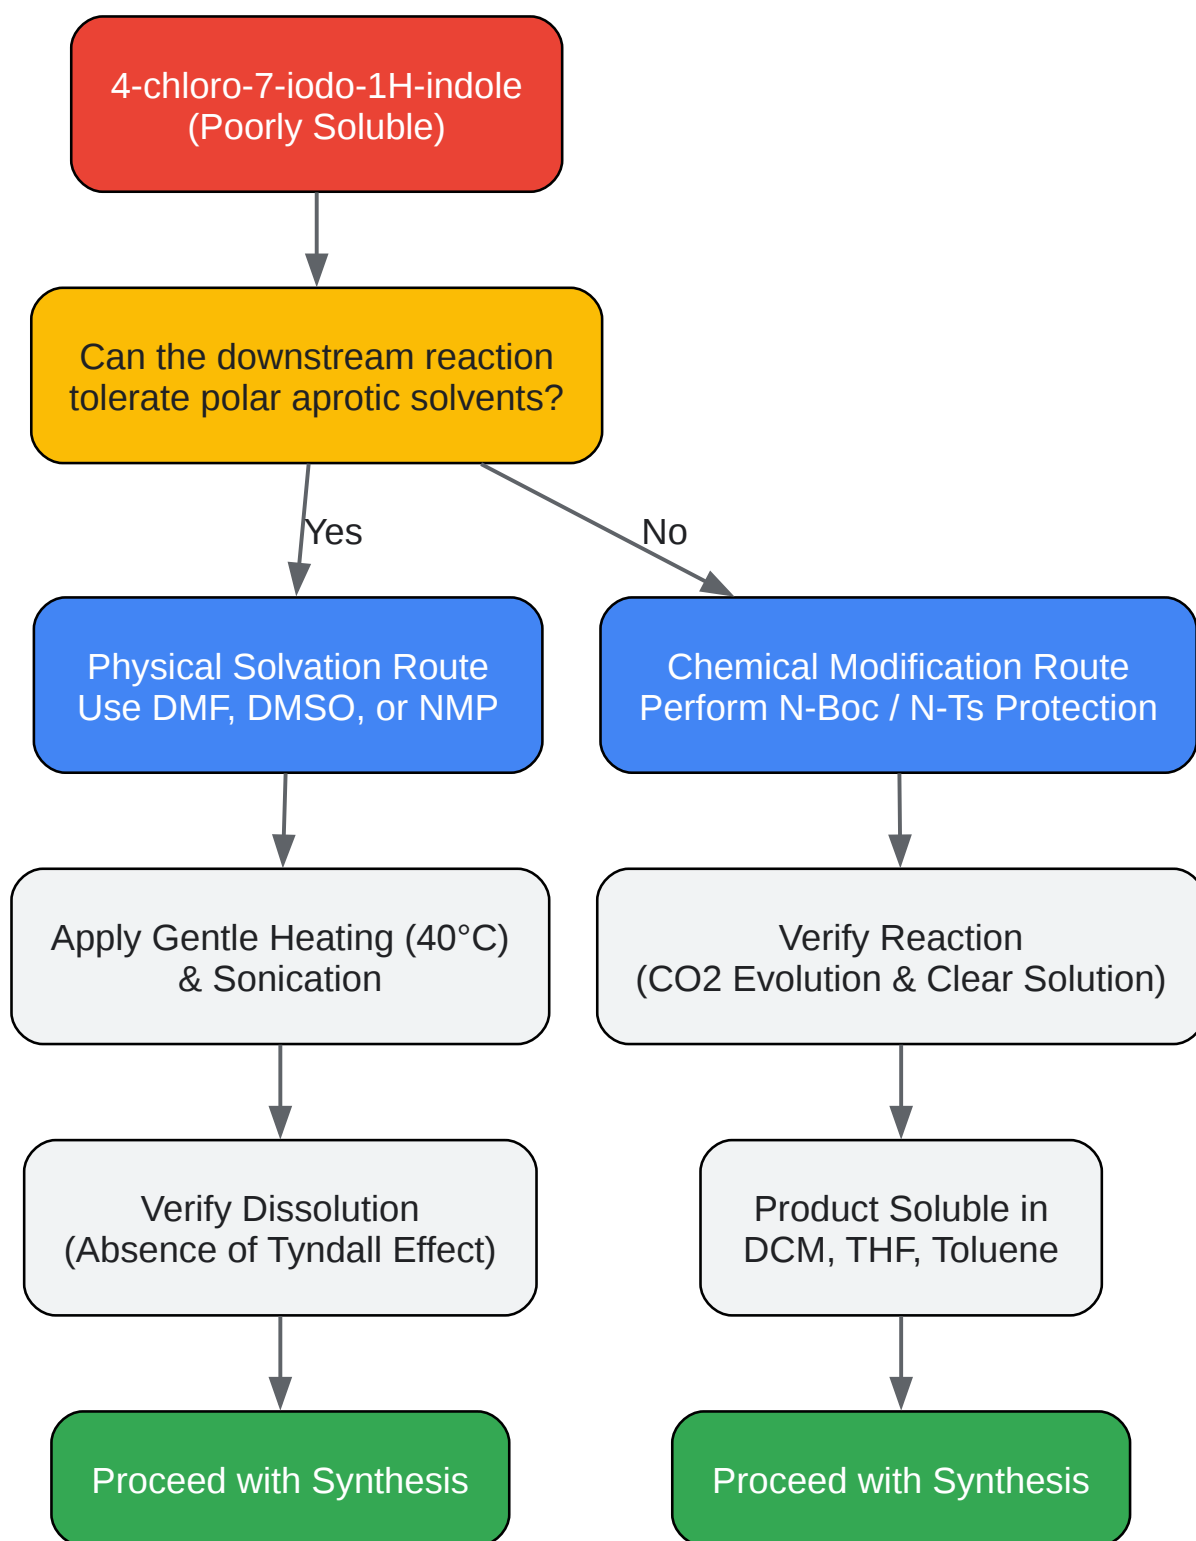 4-chloro-7-iodo-1H-indole
(Poorly Soluble)
Can the downstream reaction
tolerate polar aprotic solvents?
Yes
No
Physical Solvation Route
Use DMF, DMSO, or NMP
Chemical Modification Route
Perform N-Boc / N-Ts Protection
Apply Gentle Heating (40°C)
& Sonication
Verify Reaction
(CO2 Evolution & Clear Solution)
Verify Dissolution
(Absence of Tyndall Effect)
Product Soluble in
DCM, THF, Toluene
Proceed with Synthesis
Proceed with Synthesis